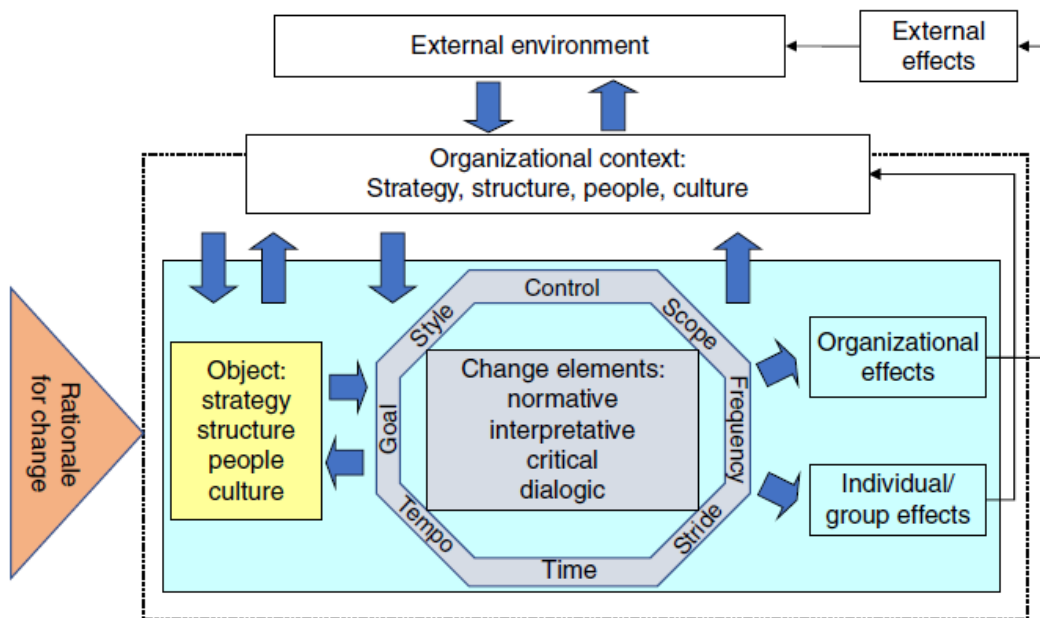 External environment
External
effects
Organizational context:
Strategy, structure, people, culture
Rationale
for change
Object:
strategy
structure
people
culture
Control
Style
Scope
Goal
Frequency
Tempo
Stride
Time
Change elements:
normative
interpretative
critical
dialogic
Organizational
effects
Individual/
group effects